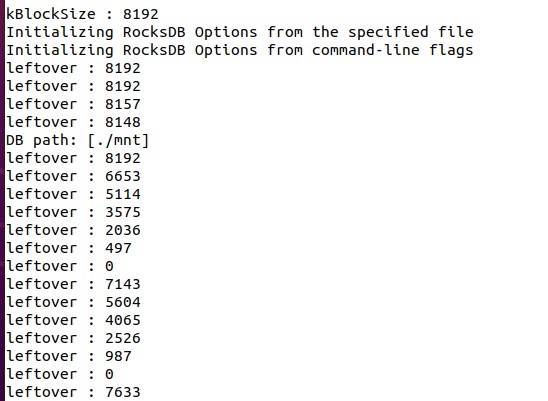 kBlockSize : 8192
Initializing RocksDB Options from the specified file
Initializing RocksDB Options from command-line flags
leftover : 8192
leftover : 8192
leftover : 8157
leftover : 8148
DB path: [./mnt]
leftover : 8192
leftover : 6653
leftover : 5114
leftover : 3575
leftover : 2036
leftover : 497
leftover : 0
leftover : 7143
leftover : 5604
leftover : 4065
leftover : 2526
leftover : 987
leftover : 0
leftover : 7633